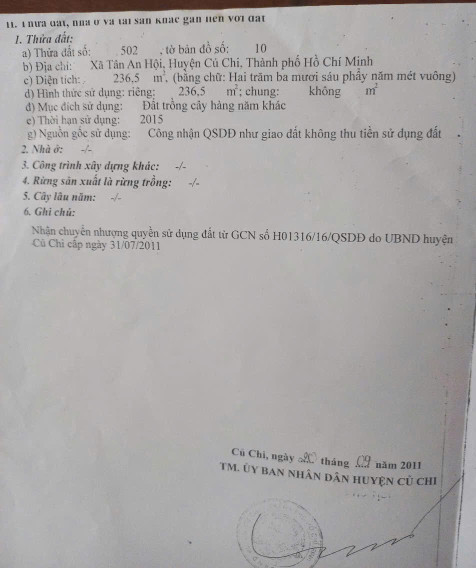 II. Thửa đất, nhà ở và tài sản khác gắn liền với đất
1. Thửa đất:
a) Thửa đất số: 502 , tờ bản đồ số: 10
b) Địa chỉ: Xã Tân An Hội, Huyện Củ Chi, Thành phố Hồ Chí Minh
c) Diện tích: 236,5 m², (bằng chữ: Hai trăm ba mươi sáu phẩy năm mét vuông)
d) Hình thức sử dụng: riêng: 236,5 m²; chung: không m²
đ) Mục đích sử dụng: Đất trồng cây hàng năm khác
e) Thời hạn sử dụng: 2015
g) Nguồn gốc sử dụng: Công nhận QSDĐ như giao đất không thu tiền sử dụng đất .
2. Nhà ở: -/-
3. Công trình xây dựng khác: -/-
4. Rừng sản xuất là rừng trồng: -/-
5. Cây lâu năm: -/-
6. Ghi chú:
Nhận chuyển nhượng quyền sử dụng đất từ GCN số H01316/16/QSDĐ do UBND huyện
Củ Chi cấp ngày 31/07/2011
Củ Chi, ngày tháng 09 năm 2011
TM. ỦY BAN NHÂN DÂN HUYỆN CỦ CHI